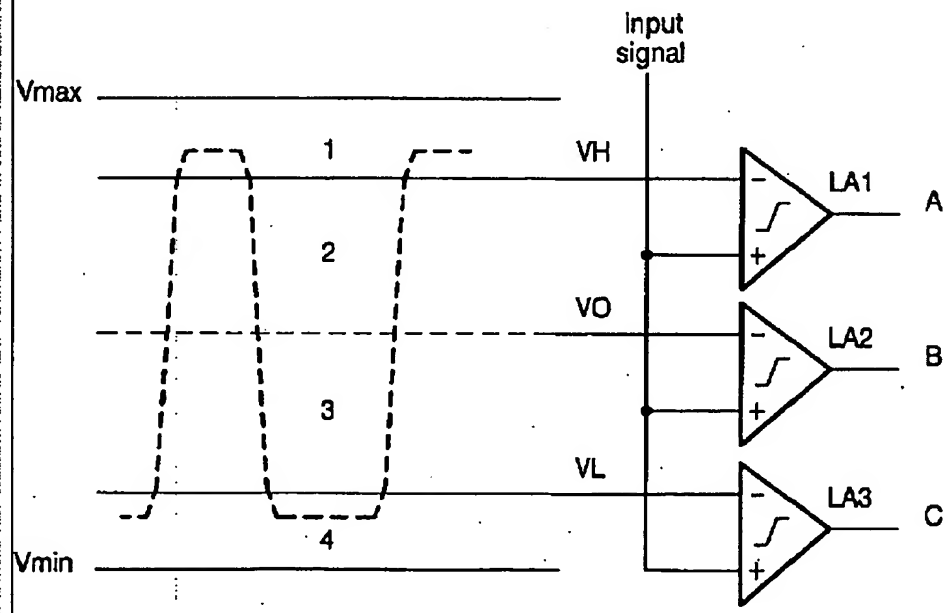 input
signal
Vmax
1
VH
-
LA1
A
+
2
VO
-
LA2
B
+
3
VL
-
LA3
C
+
4
Vmin